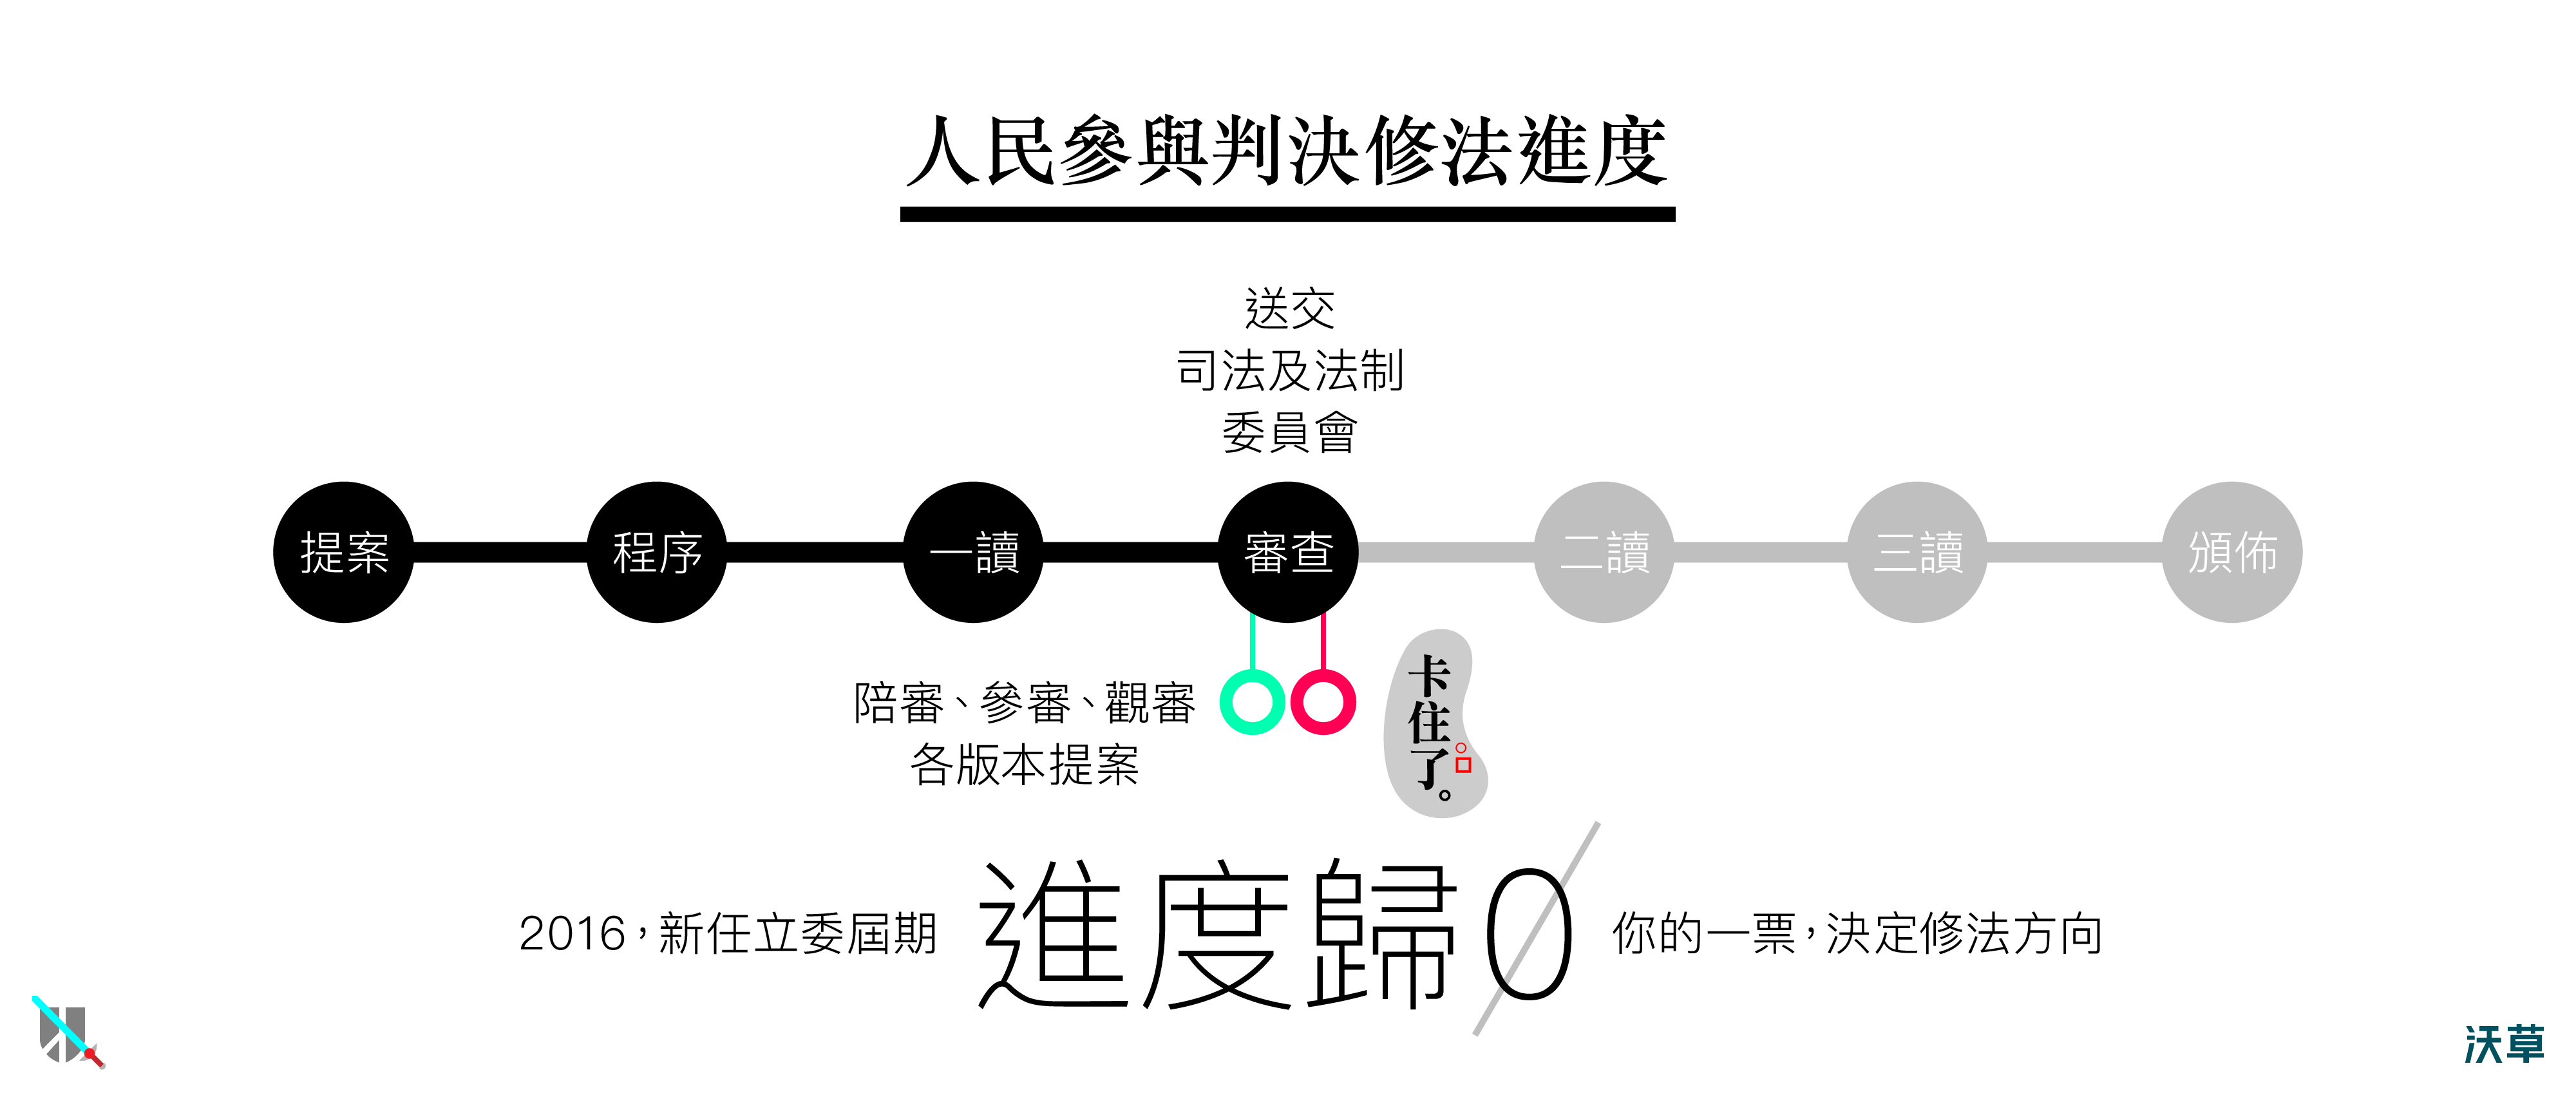 人民參與判決修法進度
送交
司法及法制
委員會
提案
程序
一讀
審查
二讀
三讀
頒佈
陪審、參審、觀審
各版本提案
卡住了。
2016，新任立委屆期
進度歸0
你的一票，決定修法方向
沃草